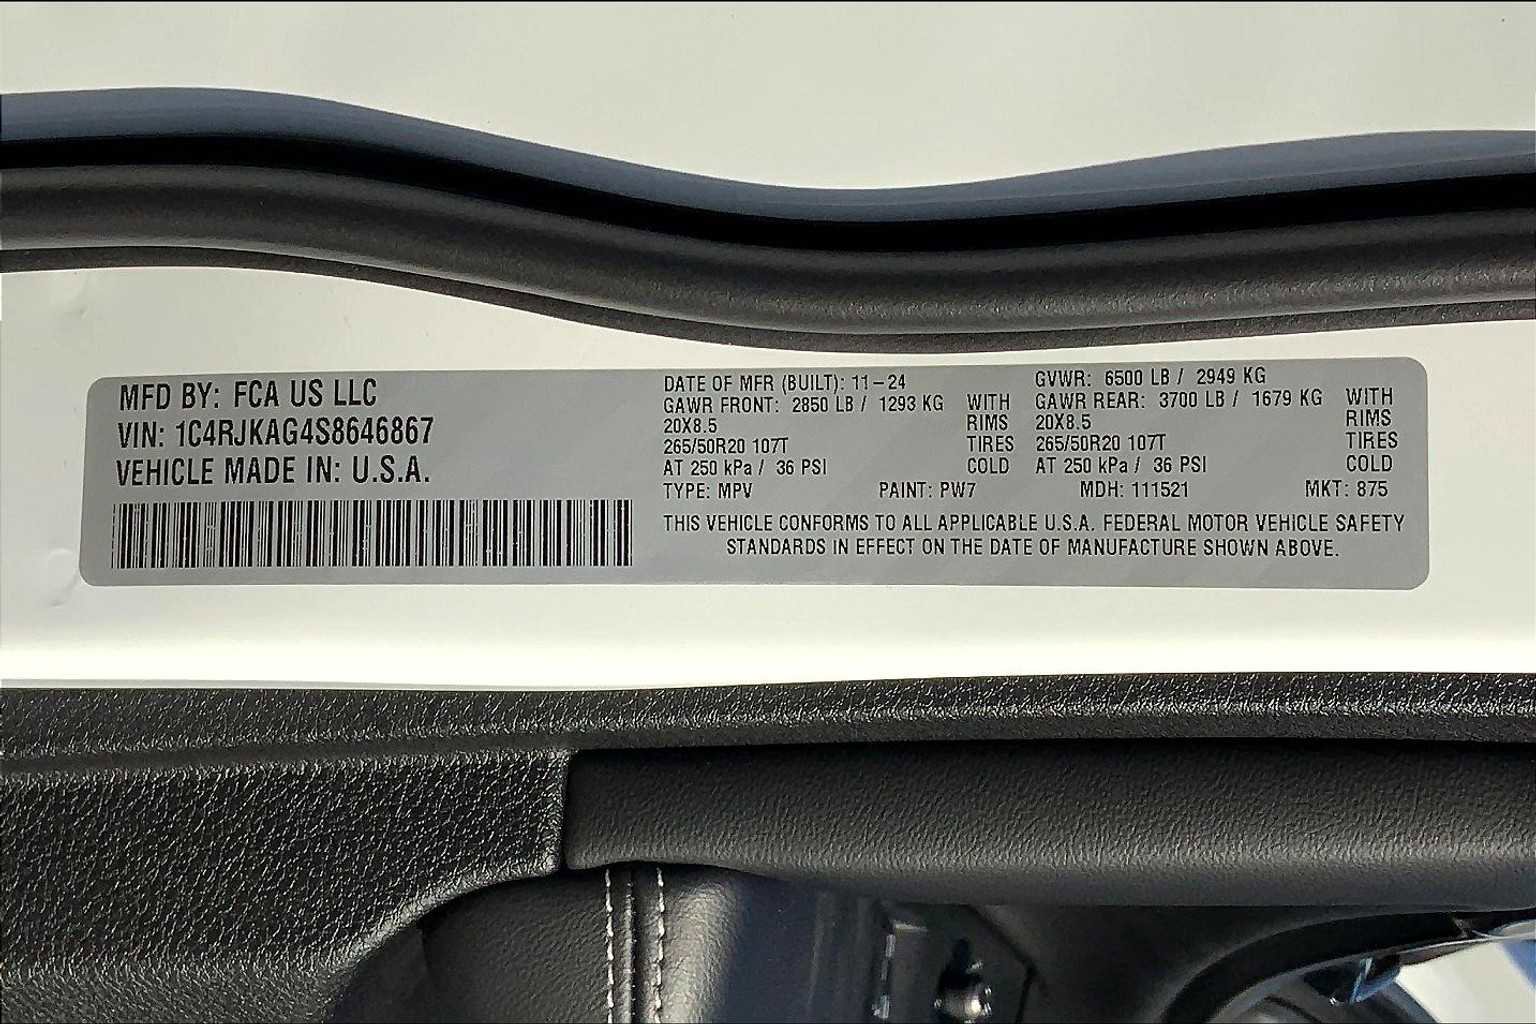 MFD BY: FCA US LLC
VIN: 1C4RJKAG4S8646867
VEHICLE MADE IN: U.S.A.
DATE OF MFR (BUILT): 11-24 GVWR: 6500 LB / 2949 KG
GAWR FRONT: 2850 LB / 1293 KG WITH GAWR REAR: 3700 LB / 1679 KG WITH
20X8.5 RIMS 20X8.5 RIMS
265/50R20 107T TIRES 265/50R20 107T TIRES
AT 250 kPa / 36 PSI COLD AT 250 kPa / 36 PSI COLD
TYPE: MPV PAINT: PW7 MDH: 111521 MKT: 875
THIS VEHICLE CONFORMS TO ALL APPLICABLE U.S.A. FEDERAL MOTOR VEHICLE SAFETY
STANDARDS IN EFFECT ON THE DATE OF MANUFACTURE SHOWN ABOVE.